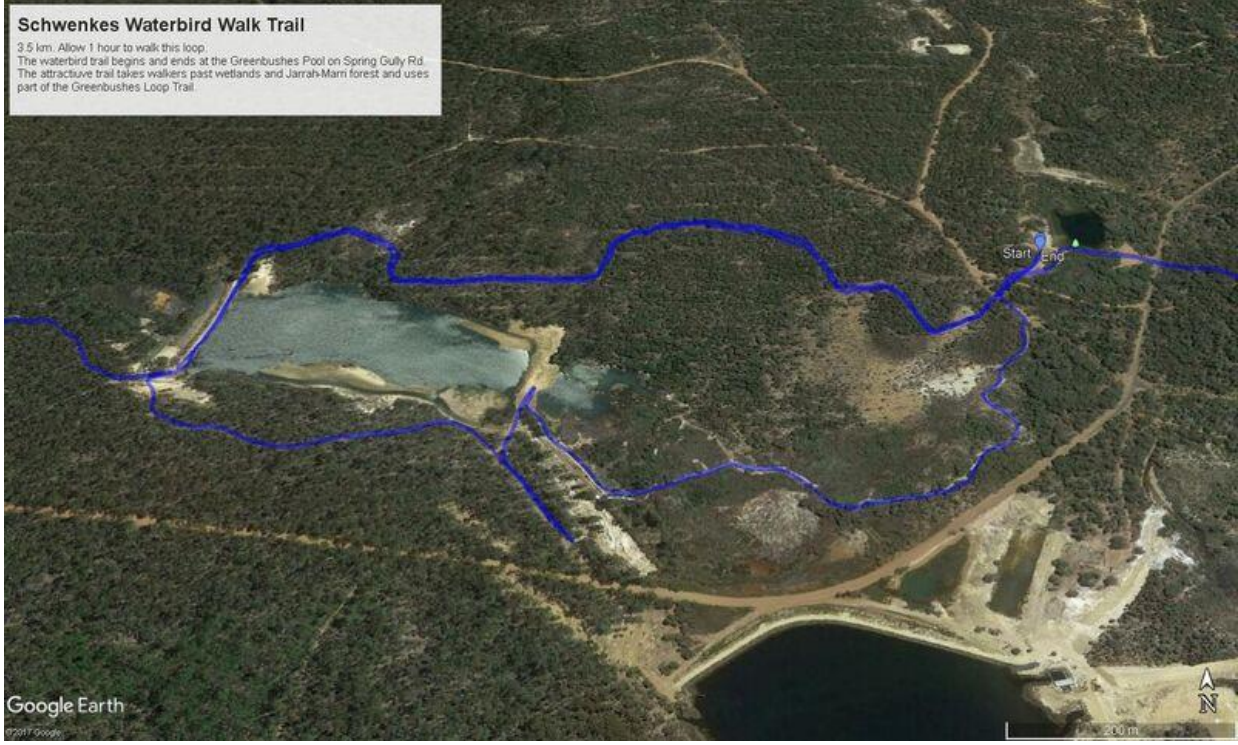 Schwenkes Waterbird Walk Trail
3.5 km. Allow 1 hour to walk this loop.
The waterbird trail begins and ends at the Greenbushes Pool on Spring Gully Rd.
The attractiuve trail takes walkers past wetlands and Jarrah-Marri forest and uses
part of the Greenbushes Loop Trail.
Start End
Google Earth
©2017 Google
N
200 m